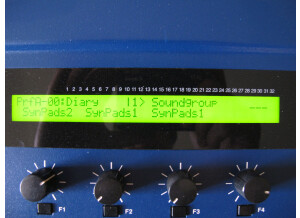 1 2 3 4 5 6 7 8 9 10 11 12 13 14 15 16 17 18 19 20 21 22 23 24 25 26 27 28 29 30 31 32
PrfA-00:Diary |1> Soundgroup ___
SynPads2 SynPads1 SynPads1
F1 F2 F3 F4